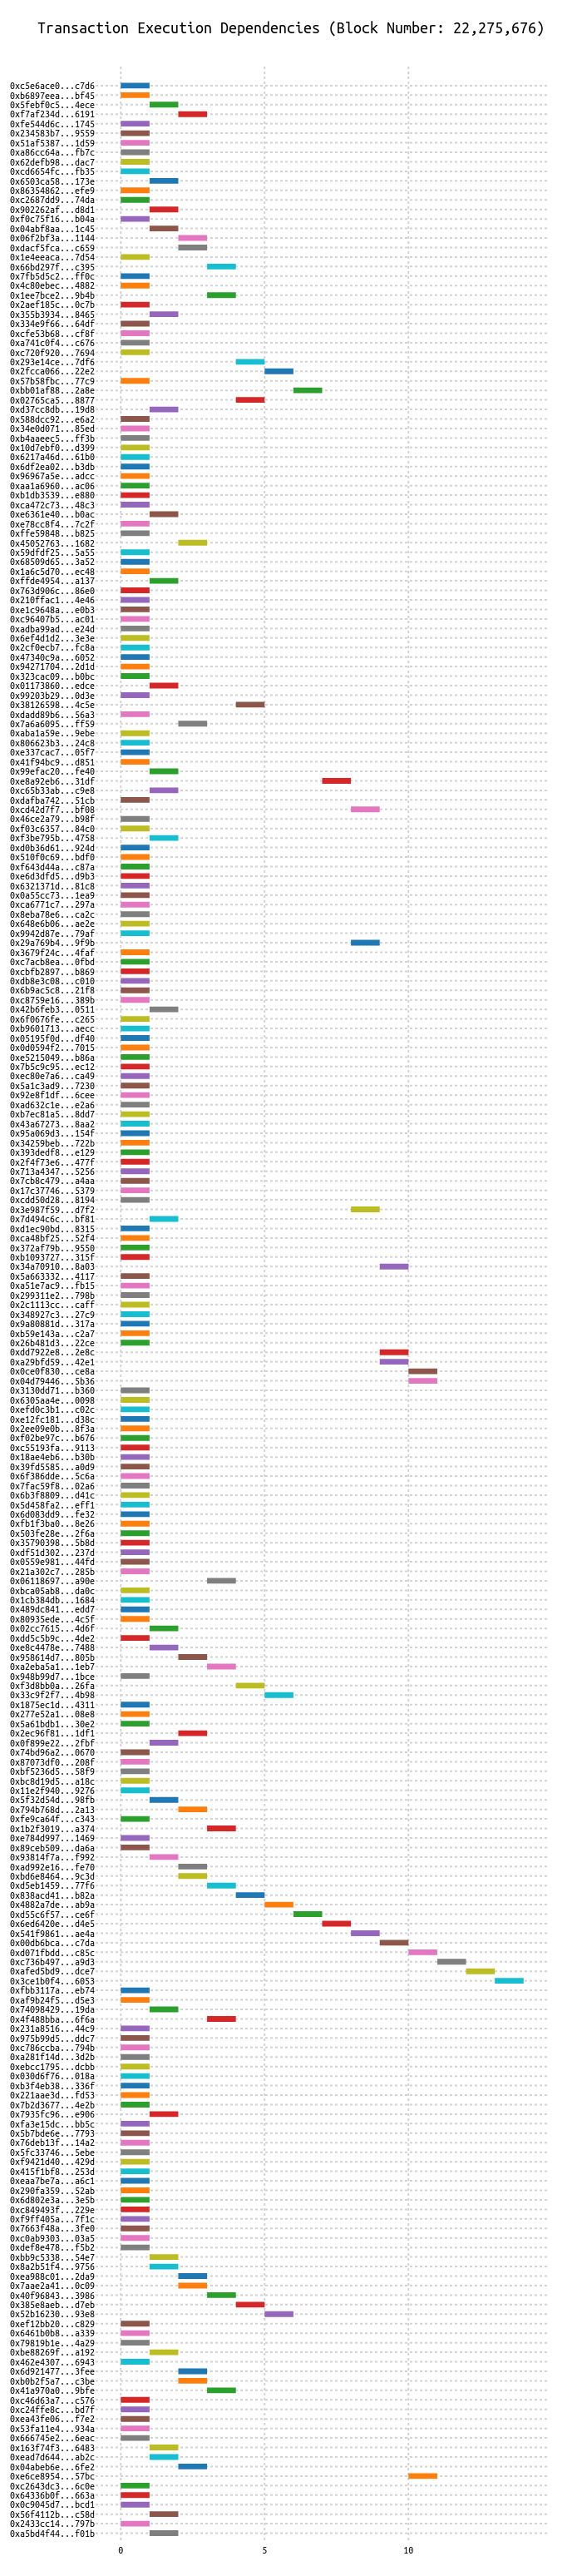 Transaction Execution Dependencies (Block Number: 22,275,676)
0xc5e6ace0...c7d6
0xb6897eea...bf45
0x5febf0c5...4ece
0xf7af234d...6191
0xfe544d6c...1745
0x234583b7...9559
0x51af5387...1d59
0xa86cc64a...fb7c
0x62defb98...dac7
0xcd6654fc...fb35
0x6503ca58...173e
0x86354862...efe9
0xc2687dd9...74da
0x902262af...d8d1
0xf0c75f16...b04a
0x04abf8aa...1c45
0x06f2bf3a...1144
0xdacf5fca...c659
0x1e4eeaca...7d54
0x66bd297f...c395
0x7fb5d5c2...ff0c
0x4c80ebec...4882
0x1ee7bce2...9b4b
0x2aef185c...0c7b
0x355b3934...8465
0x334e9f66...64df
0xcfe53b68...cf8f
0xa741c0f4...c676
0xc720f920...7694
0x293e14ce...7df6
0x2fcca066...22e2
0x57b58fbc...77c9
0xbb01af88...2a8e
0x02765ca5...8877
0xd37cc8db...19d8
0x588dcc92...e6a2
0x34e0d071...85ed
0xb4aaeec5...ff3b
0x10d7ebf0...d399
0x6217a46d...61b0
0x6df2ea02...b3db
0x96967a5e...adcc
0xaa1a6960...ac06
0xb1db3539...e880
0xca472c73...48c3
0xe6361e40...b0ac
0xe78cc8f4...7c2f
0xffe59848...b825
0x45052763...1682
0x59dfdf25...5a55
0x68509d65...3a52
0x1a6c5d70...ec48
0xffde4954...a137
0x763d906c...86e0
0x210ffac1...4e46
0xe1c9648a...e0b3
0xc96407b5...ac01
0xadba99ad...e24d
0x6ef4d1d2...3e3e
0x2cf0ecb7...fc8a
0x47340c9a...6052
0x94271704...2d1d
0x323cac09...b0bc
0x01173860...edce
0x99203b29...0d3e
0x38126598...4c5e
0xdadd89b6...56a3
0x7a6a6095...ff59
0xaba1a59e...9ebe
0x806623b3...24c8
0xe337cac7...05f7
0x41f94bc9...d851
0x99efac20...fe40
0xe8a92eb6...31df
0xc65b33ab...c9e8
0xdafba742...51cb
0xcd42d7f7...bf08
0x46ce2a79...b98f
0xf03c6357...84c0
0xf3be795b...4758
0xd0b36d61...924d
0x510f0c69...bdf0
0xf643d44a...c87a
0xe6d3dfd5...d9b3
0x6321371d...81c8
0x0a55cc73...1ea9
0xca6771c7...297a
0x8eba78e6...ca2c
0x648e6b06...ae2e
0x9942d87e...79af
0x29a769b4...9f9b
0x3679f24c...4faf
0xc7acb8ea...0fbd
0xcbfb2897...b869
0xdb8e3c08...c010
0x6b9ac5c8...21f8
0xc8759e16...389b
0x42b6feb3...0511
0x6f0676fe...c265
0xb9601713...aecc
0x05195f0d...df40
0x0d0594f2...7015
0xe5215049...b86a
0x7b5c9c95...ec12
0xec80e7a6...ca49
0x5a1c3ad9...7230
0x92e8f1df...6cee
0xad632c1e...e2a6
0xb7ec81a5...8dd7
0x43a67273...8aa2
0x95a069d3...154f
0x34259beb...722b
0x393dedf8...e129
0x2f4f73e6...477f
0x713a4347...5256
0x7cb8c479...a4aa
0x17c37746...5379
0xcdd50d28...8194
0x3e987f59...d7f2
0x7d494c6c...bf81
0xd1ec90bd...8315
0xca48bf25...52f4
0x372af79b...9550
0xb1093727...315f
0x34a70910...8a03
0x5a663332...4117
0xa51e7ac9...fb15
0x299311e2...798b
0x2c1113cc...caff
0x348927c3...27c9
0x9a80881d...317a
0xb59e143a...c2a7
0x26b481d3...22ce
0xdd7922e8...2e8c
0xa29bfd59...42e1
0x0ce0f830...ce8a
0x04d79446...5b36
0x3130dd71...b360
0x6305aa4e...0098
0xefd0c3b1...c02c
0xe12fc181...d38c
0x2ee09e0b...8f3a
0xf02be97c...b676
0xc55193fa...9113
0x18ae4eb6...b30b
0x39fd5585...a0d9
0x6f386dde...5c6a
0x7fac59f8...02a6
0x6b3f8809...d41c
0x5d458fa2...eff1
0x6d083dd9...fe32
0xfb1f3ba0...8e26
0x503fe28e...2f6a
0x35790398...5b8d
0xdf51d302...237d
0x0559e981...44fd
0x21a302c7...285b
0x06118697...a90e
0xbca05ab8...da0c
0x1cb384db...1684
0x489dc841...edd7
0x80935ede...4c5f
0x02cc7615...4d6f
0xdd5c5b9c...4de2
0xe8c4478e...7488
0x958614d7...805b
0xa2eba5a1...1eb7
0x948b99d7...1bce
0xf3d8bb0a...26fa
0x33c9f2f7...4b98
0x1875ec1d...4311
0x277e52a1...08e8
0x5a61bdb1...30e2
0x2ec96f81...1df1
0x0f899e22...2fbf
0x74bd96a2...0670
0x87073df0...208f
0xbf5236d5...58f9
0xbc8d19d5...a18c
0x11e2f940...9276
0x5f32d54d...98fb
0x794b768d...2a13
0xfe9ca64f...c343
0x1b2f3019...a374
0xe784d997...1469
0x89ceb509...da6a
0x93814f7a...f992
0xad992e16...fe70
0xbd6e8464...9c3d
0xd5eb1459...77f6
0x838acd41...b82a
0x4882a7de...ab9a
0xd55c6f57...ce6f
0x6ed6420e...d4e5
0x541f9861...ae4a
0x00db6bca...c7da
0xd071fbdd...c85c
0xc736b497...a9d3
0xafed5bd9...dce7
0x3ce1b0f4...6053
0xfbb3117a...eb74
0xaf9b24f5...d5e3
0x74098429...19da
0x4f488bba...6f6a
0x231a8516...44c9
0x975b99d5...ddc7
0xc786ccba...794b
0xa281f14d...3d2b
0xebcc1795...dcbb
0x030d6f76...018a
0xb3f4eb38...336f
0x221aae3d...fd53
0x7b2d3677...4e2b
0x7935fc96...e906
0xfa3e15dc...bb5c
0x5b7bde6e...7793
0x76deb13f...14a2
0x5fc33746...5ebe
0xf9421d40...429d
0x415f1bf8...253d
0xeaa7be7a...a6c1
0x290fa359...52ab
0x6d802e3a...3e5b
0xc849493f...229e
0xf9ff405a...7f1c
0x7663f48a...3fe0
0xc0ab9303...03a5
0xdef8e478...f5b2
0xbb9c5338...54e7
0x8a2b51f4...9756
0xea988c01...2da9
0x7aae2a41...0c09
0x40f96843...3986
0x385e8aeb...d7eb
0x52b16230...93e8
0xef12bb20...c829
0x6461b0b8...a339
0x79819b1e...4a29
0xbe88269f...a192
0x462e4307...6943
0x6d921477...3fee
0xb0b2f5a7...c3be
0x41a970a0...9bfe
0xc46d63a7...c576
0xc24ffe8c...bd7f
0xea43fe06...f7e2
0x53fa11e4...934a
0x666745e2...6eac
0x163f74f3...6483
0xead7d644...ab2c
0x04abeb6e...6fe2
0xe6ce8954...57bc
0xc2643dc3...6c0e
0x64336b0f...663a
0x0c9045d7...bcd1
0x56f4112b...c58d
0x2433cc14...797b
0xa5bd4f44...f01b
0 5 10